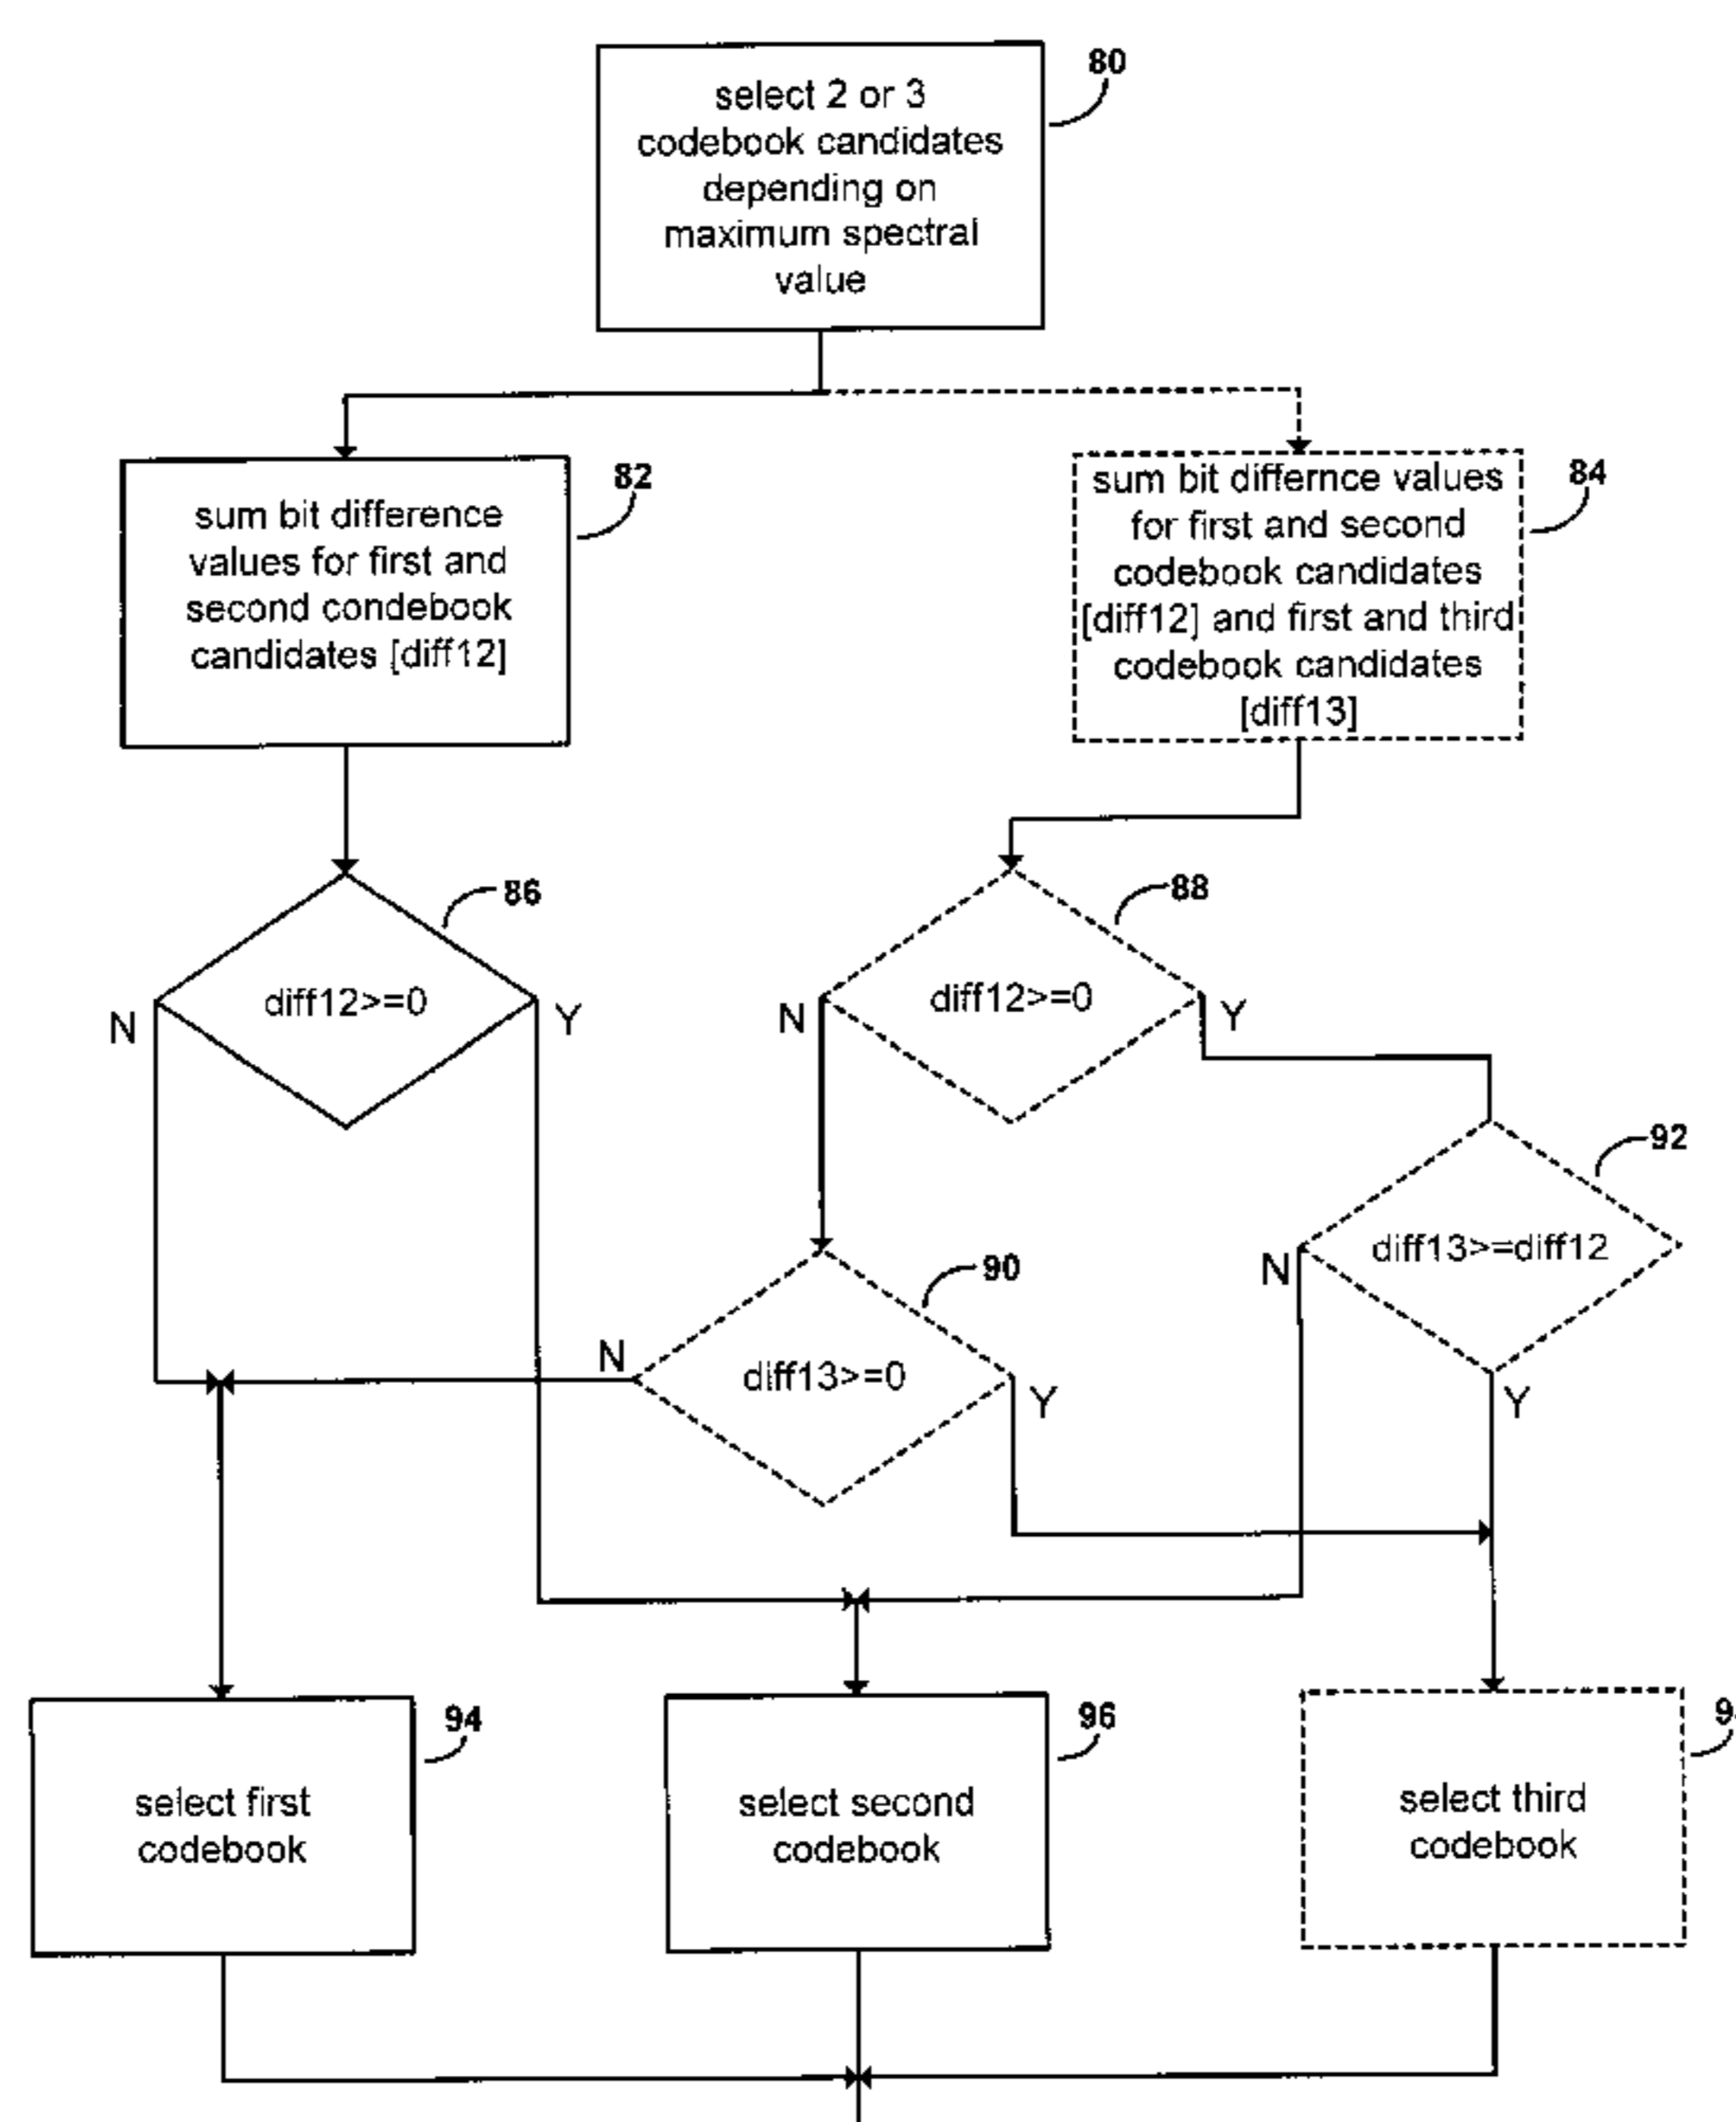 80
select 2 or 3
codebook candidates
depending on
maximum spectral
value
82
sum bit difference
values for first and
second condebook
candidates [diff12]
84
sum bit differnce values
for first and second
codebook candidates
[diff12] and first and third
codebook candidates
[diff13]
86
diff12>=0
N
Y
88
diff12>=0
N
Y
92
diff13>=diff12
N
Y
90
diff13>=0
N
Y
94
select first
codebook
96
select second
codebook
select third
codebook